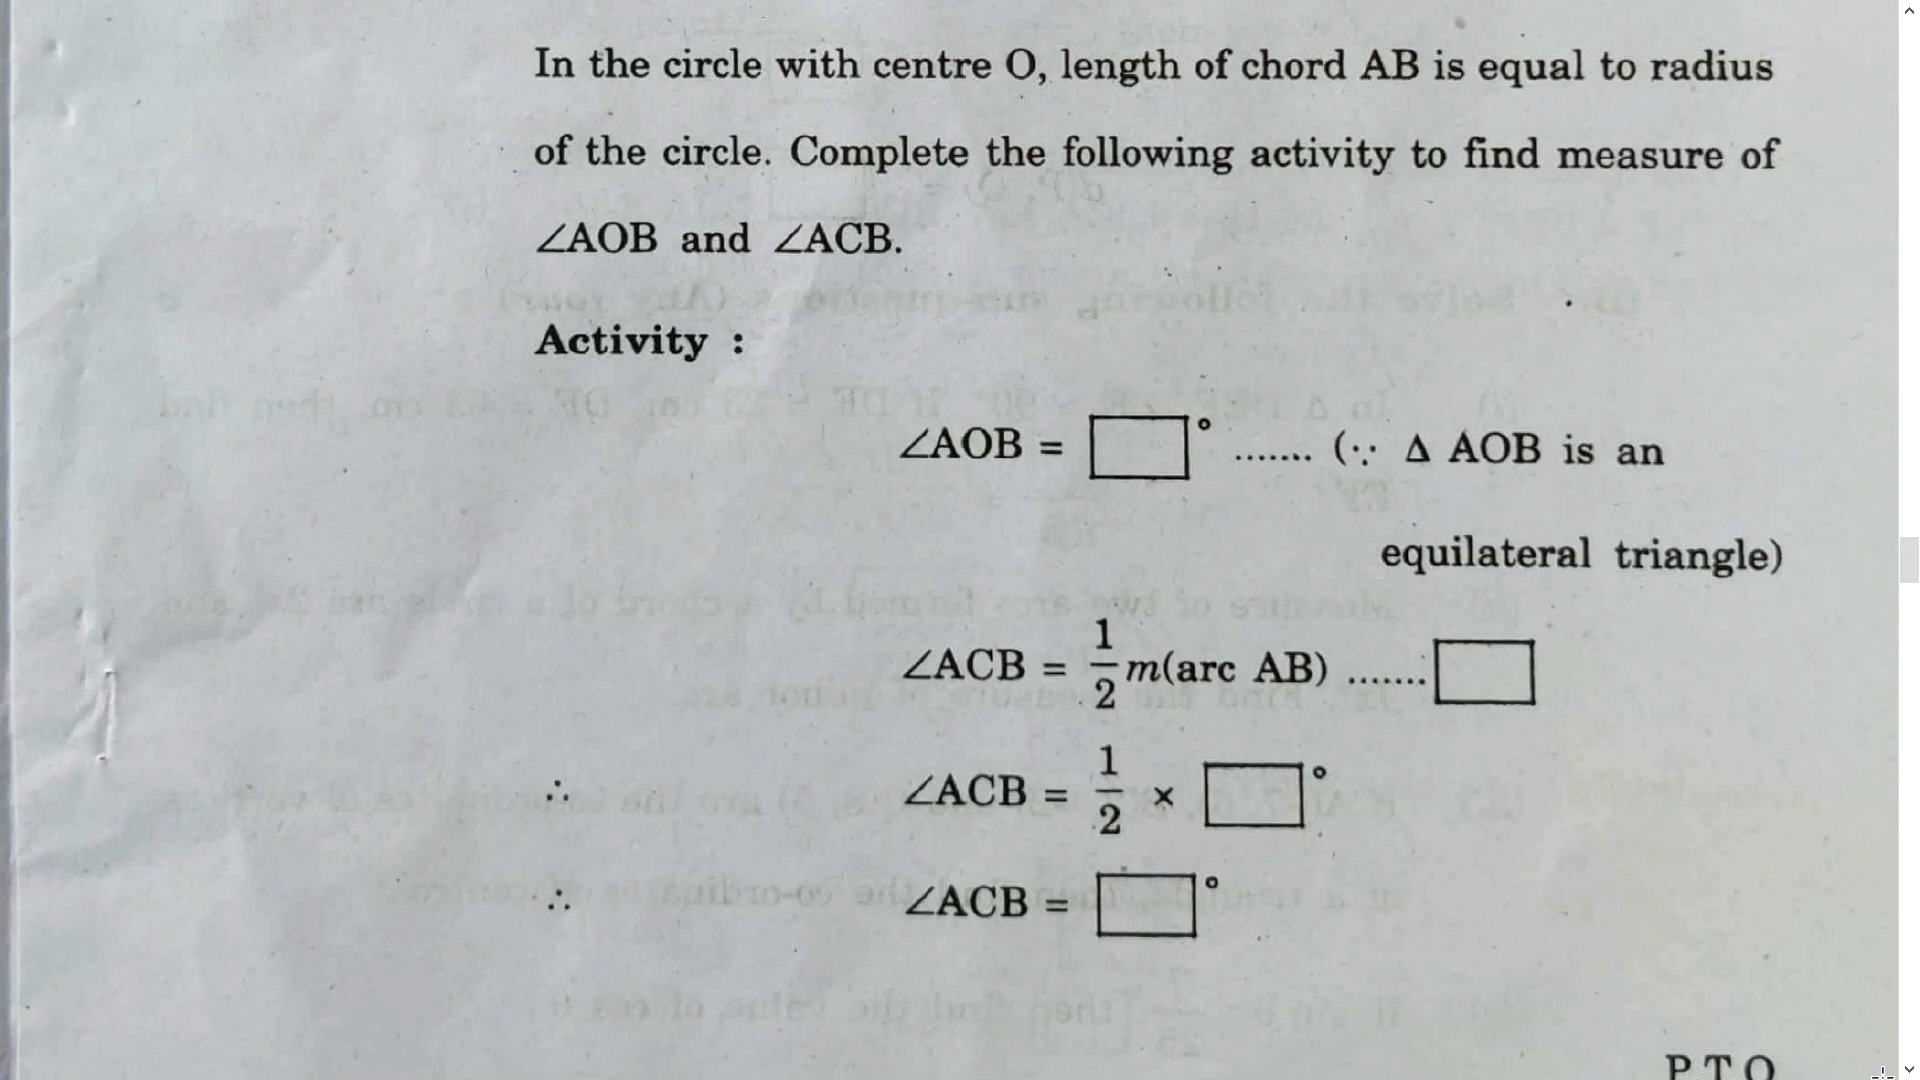 In the circle with centre O, length of chord AB is equal to radius
of the circle. Complete the following activity to find measure of
∠AOB and ∠ACB.
Activity :
∠AOB = □° ....... (∵ Δ AOB is an
equilateral triangle)
∠ACB = 1/2 m(arc AB) ....... □
∴ ∠ACB = 1/2 × □°
∴ ∠ACB = □°
P T O